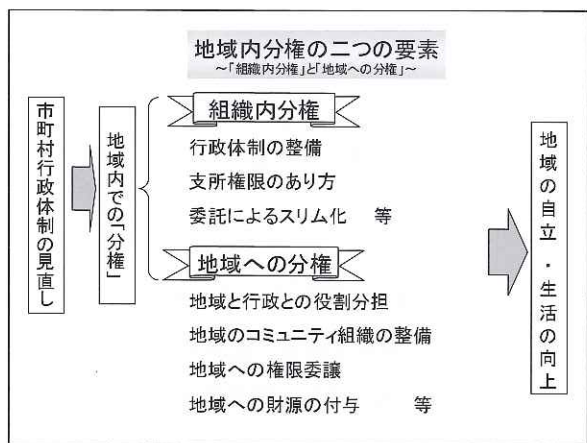 地域内分権の二つの要素
～「組織内分権」と「地域への分権」～
市町村行政体制の見直し
地域内での「分権」
組織内分権
行政体制の整備
支所権限のあり方
委託によるスリム化　等
地域への分権
地域と行政との役割分担
地域のコミュニティ組織の整備
地域への権限委譲
地域への財源の付与　等
地域の自立・生活の向上